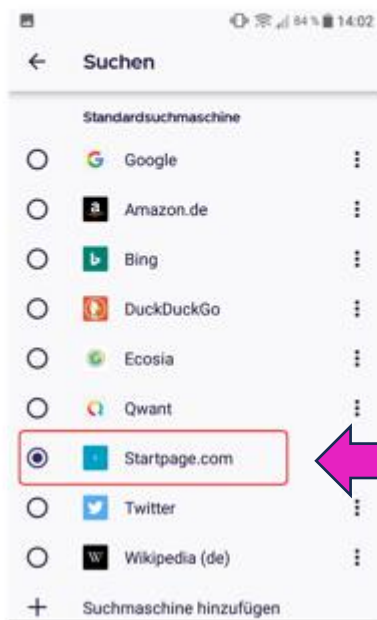 84 % 14:02
Suchen
Standardsuchmaschine
Google
Amazon.de
Bing
DuckDuckGo
Ecosia
Qwant
Startpage.com
Twitter
Wikipedia (de)
Suchmaschine hinzufügen